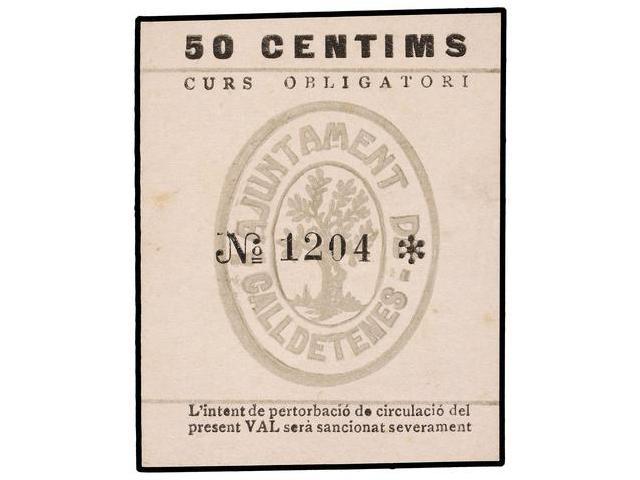 50 CENTIMS
CURS OBLIGATORI
AJUNTAMENT DE
CALLDETENES
Nº 1204 *
L'intent de pertorbació de circulació del
present VAL serà sancionat severament